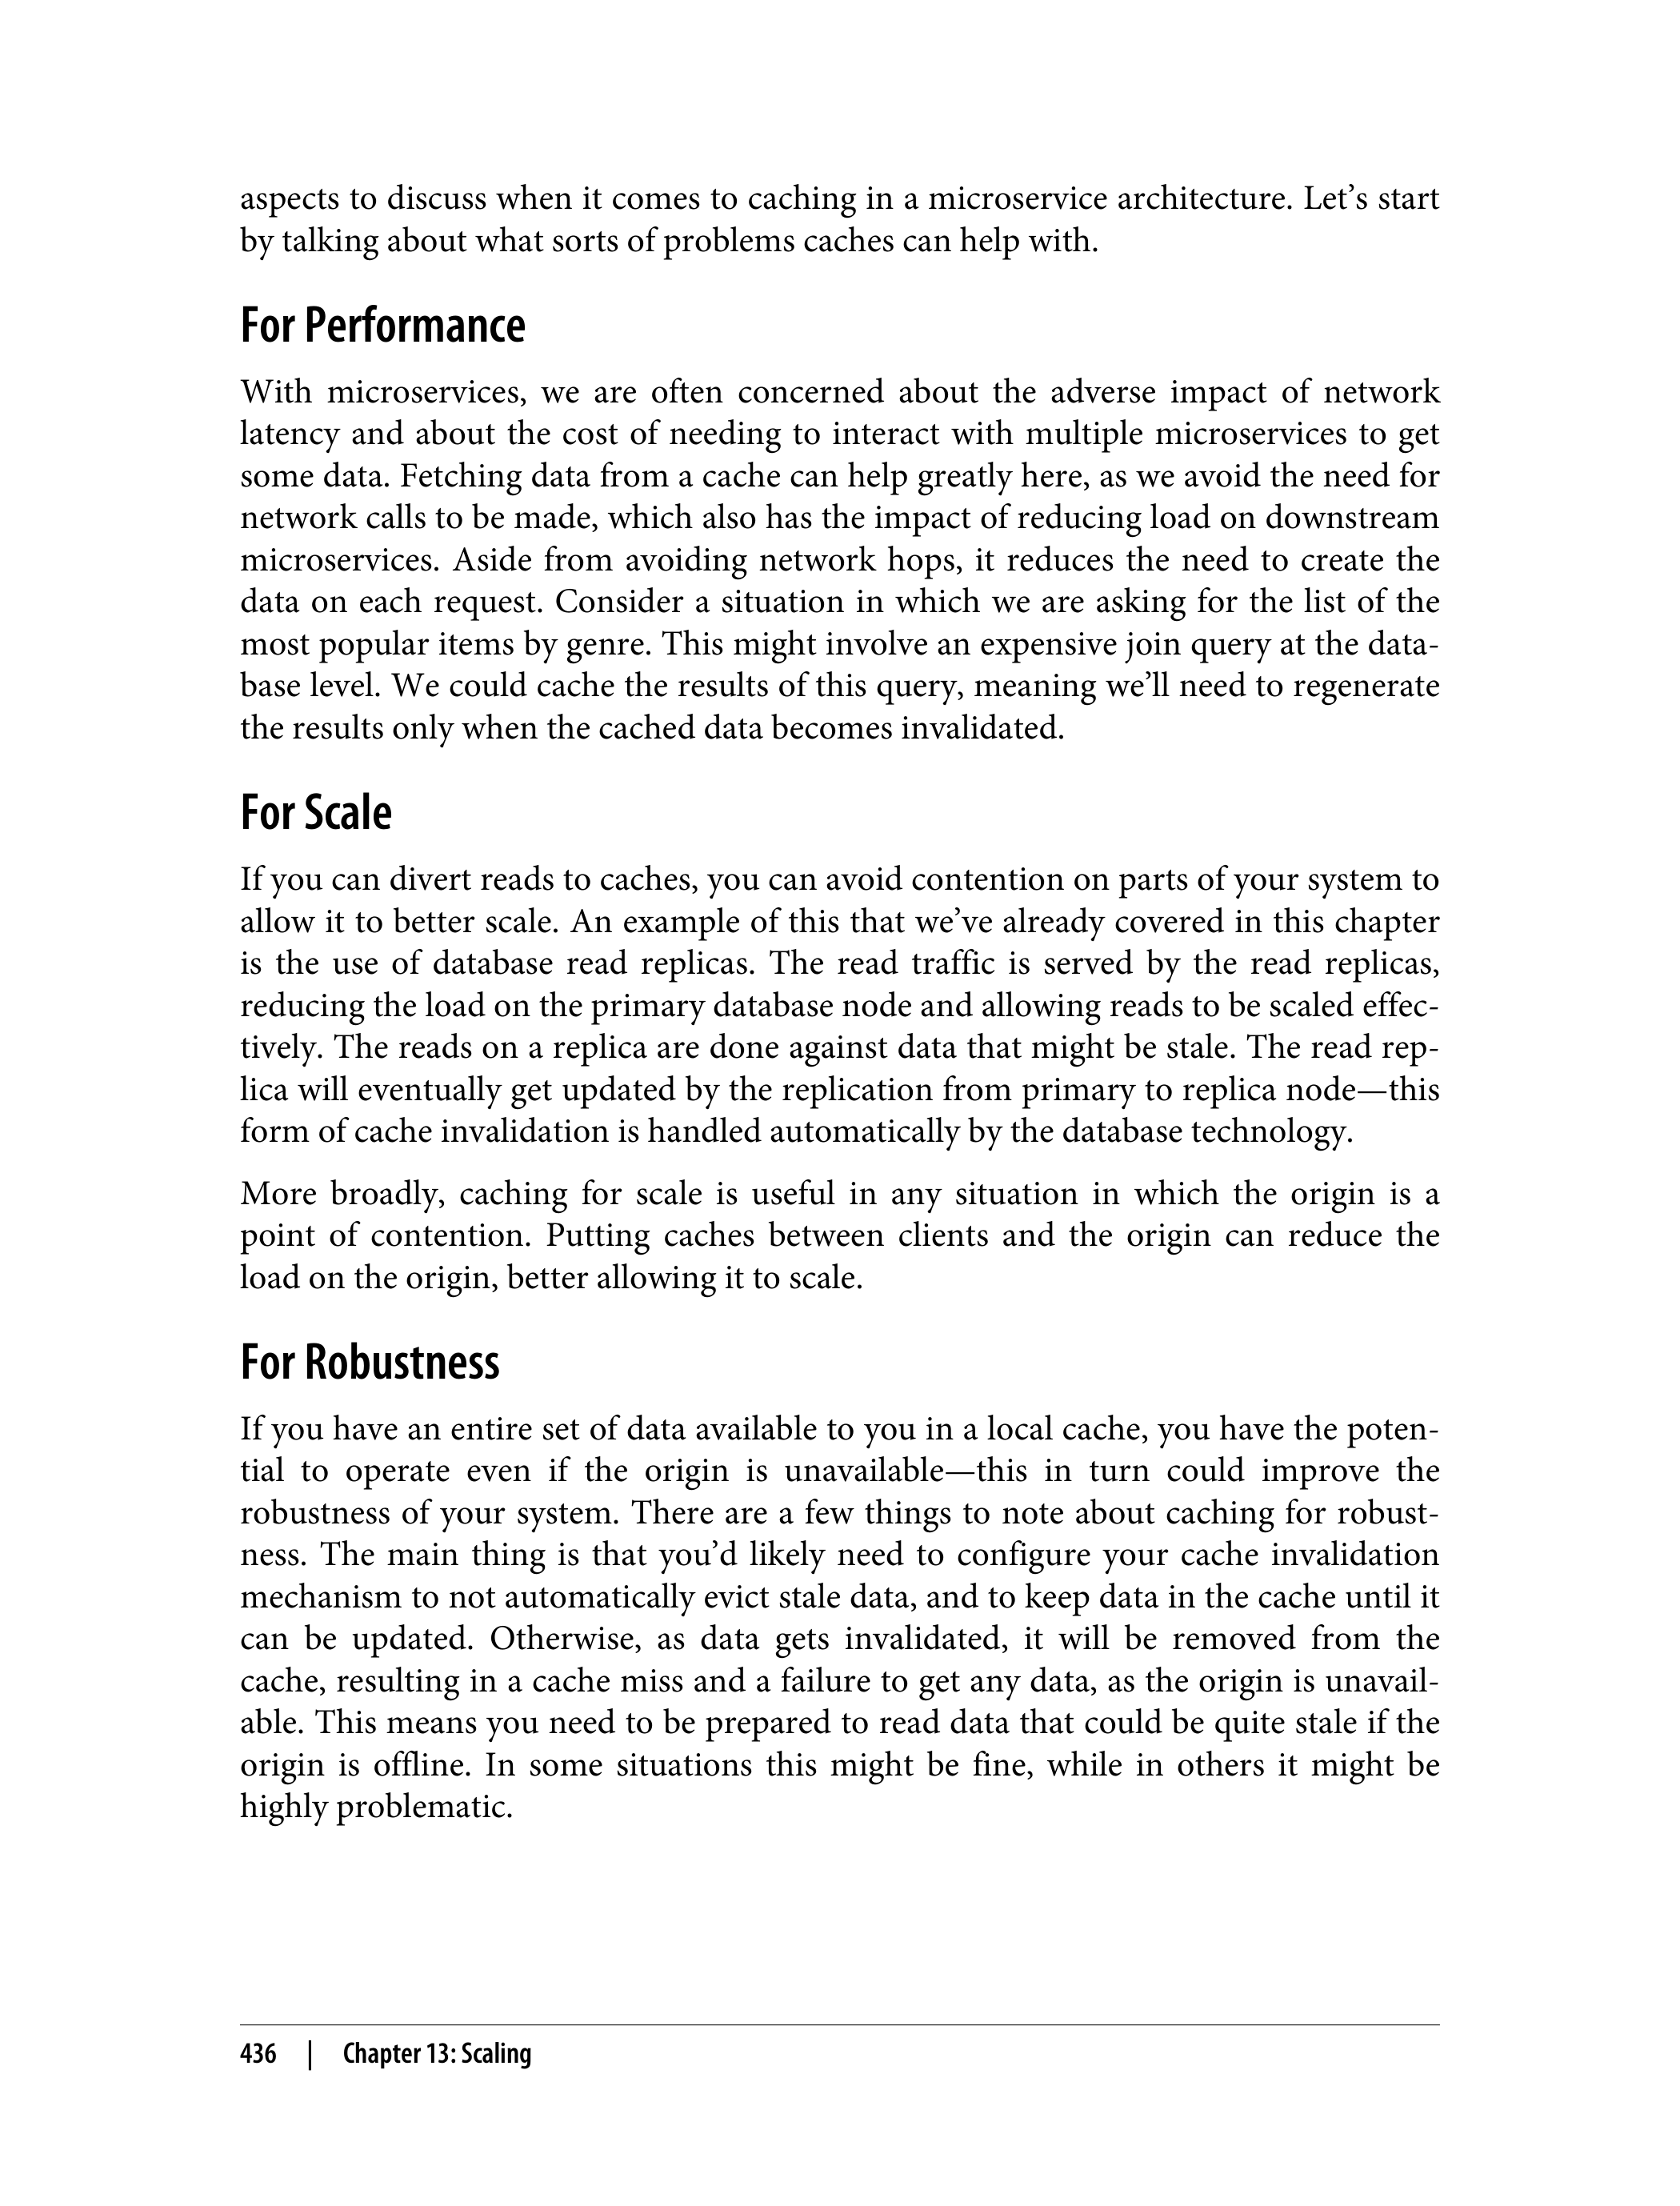 aspects to discuss when it comes to caching in a microservice architecture. Let’s start
by talking about what sorts of problems caches can help with.
For Performance
With microservices, we are often concerned about the adverse impact of network
latency and about the cost of needing to interact with multiple microservices to get
some data. Fetching data from a cache can help greatly here, as we avoid the need for
network calls to be made, which also has the impact of reducing load on downstream
microservices. Aside from avoiding network hops, it reduces the need to create the
data on each request. Consider a situation in which we are asking for the list of the
most popular items by genre. This might involve an expensive join query at the data-
base level. We could cache the results of this query, meaning we’ll need to regenerate
the results only when the cached data becomes invalidated.
For Scale
If you can divert reads to caches, you can avoid contention on parts of your system to
allow it to better scale. An example of this that we’ve already covered in this chapter
is the use of database read replicas. The read traffic is served by the read replicas,
reducing the load on the primary database node and allowing reads to be scaled effec-
tively. The reads on a replica are done against data that might be stale. The read rep-
lica will eventually get updated by the replication from primary to replica node—this
form of cache invalidation is handled automatically by the database technology.
More broadly, caching for scale is useful in any situation in which the origin is a
point of contention. Putting caches between clients and the origin can reduce the
load on the origin, better allowing it to scale.
For Robustness
If you have an entire set of data available to you in a local cache, you have the poten-
tial to operate even if the origin is unavailable—this in turn could improve the
robustness of your system. There are a few things to note about caching for robust-
ness. The main thing is that you’d likely need to configure your cache invalidation
mechanism to not automatically evict stale data, and to keep data in the cache until it
can be updated. Otherwise, as data gets invalidated, it will be removed from the
cache, resulting in a cache miss and a failure to get any data, as the origin is unavail-
able. This means you need to be prepared to read data that could be quite stale if the
origin is offline. In some situations this might be fine, while in others it might be
highly problematic.
436 | Chapter 13: Scaling